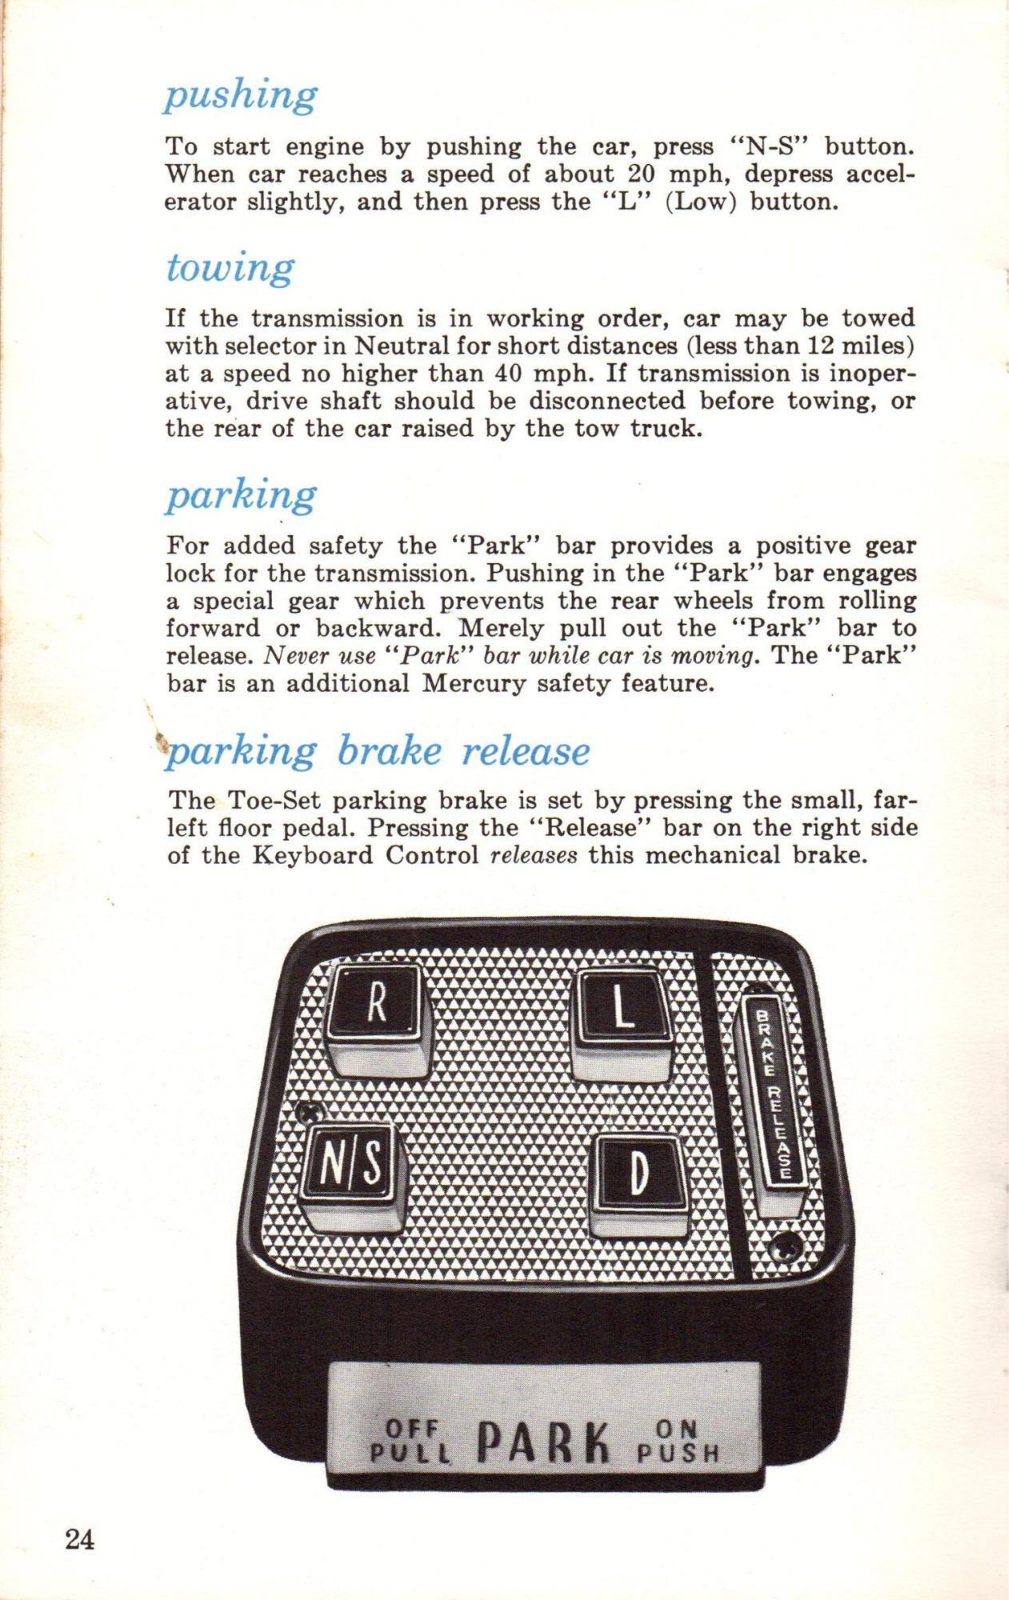 pushing
To start engine by pushing the car, press “N-S” button.
When car reaches a speed of about 20 mph, depress accel-
erator slightly, and then press the “L” (Low) button.
towing
If the transmission is in working order, car may be towed
with selector in Neutral for short distances (less than 12 miles)
at a speed no higher than 40 mph. If transmission is inoper-
ative, drive shaft should be disconnected before towing, or
the rear of the car raised by the tow truck.
parking
For added safety the “Park” bar provides a positive gear
lock for the transmission. Pushing in the “Park” bar engages
a special gear which prevents the rear wheels from rolling
forward or backward. Merely pull out the “Park” bar to
release. Never use “Park” bar while car is moving. The “Park”
bar is an additional Mercury safety feature.
parking brake release
The Toe-Set parking brake is set by pressing the small, far-
left floor pedal. Pressing the “Release” bar on the right side
of the Keyboard Control releases this mechanical brake.
R
L
BRAKE RELEASE
N/S
D
OFF
PULL
PARK
ON
PUSH
24